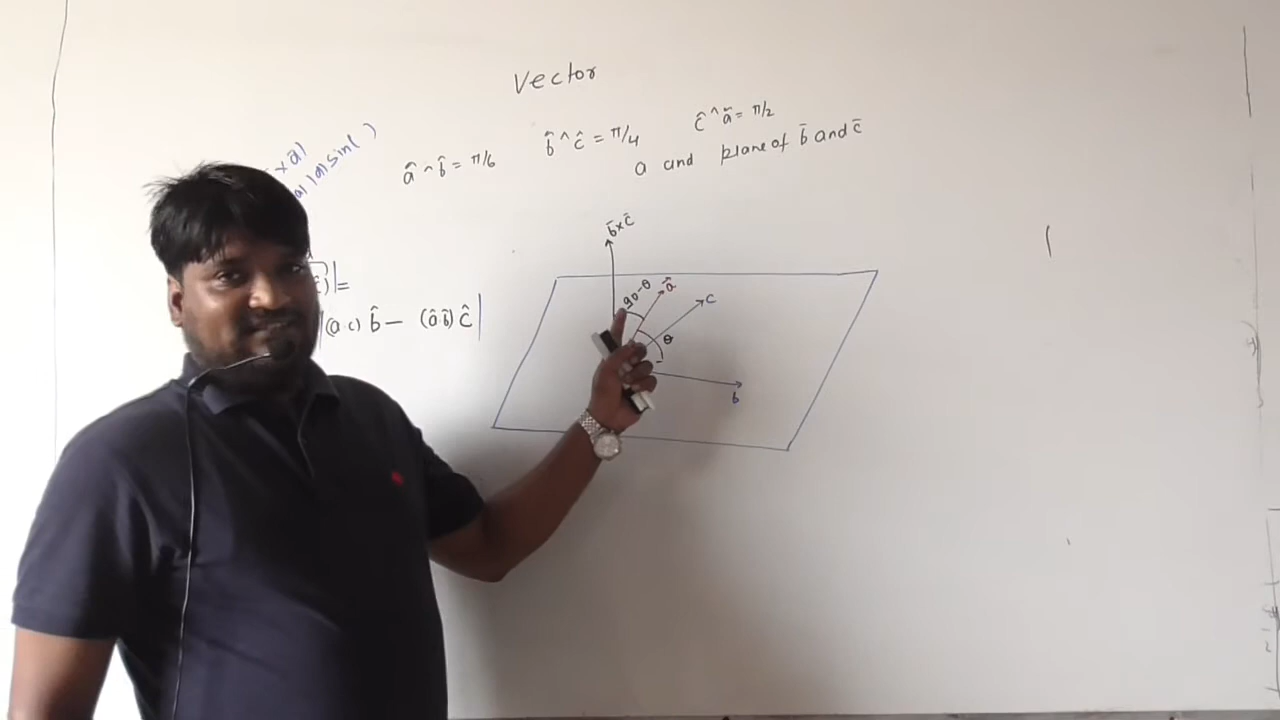 Vector
â ^ b̂ = π/6
b̂ ^ ĉ = π/4
ĉ ^ â = π/2
a and plane of b̄ and c̄
× a̅)|
|a| sin( )
b̄×c̄
)|=
|(a c) b̂ – (â b̂) ĉ|
90-θ
a⃗
c
θ
b